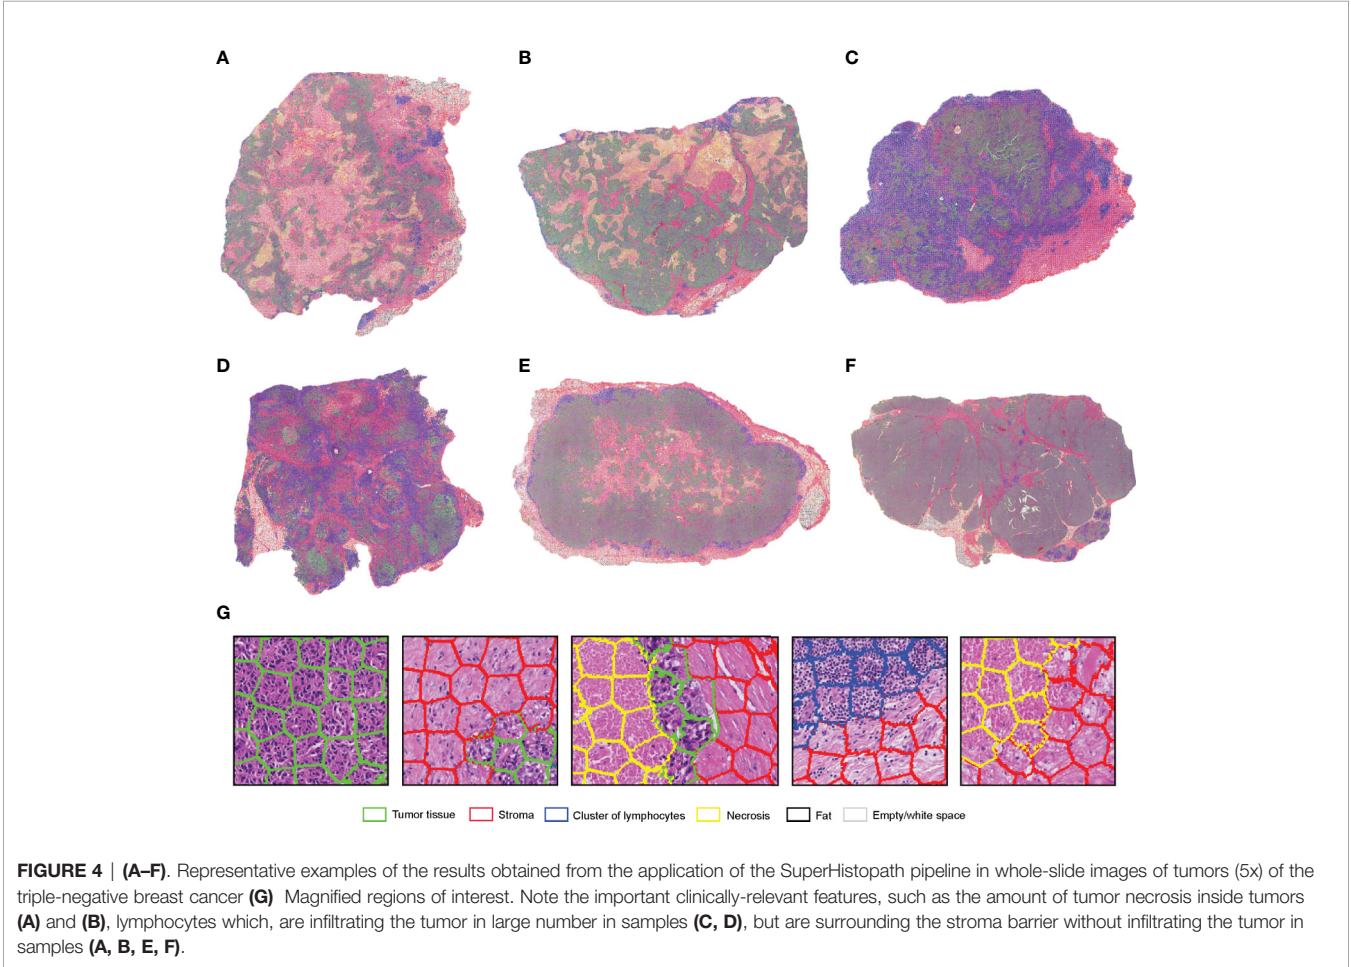 A
B
C
D
E
F
G
Tumor tissue Stroma Cluster of lymphocytes Necrosis Fat Empty/white space
FIGURE 4 | (A–F). Representative examples of the results obtained from the application of the SuperHistopath pipeline in whole-slide images of tumors (5x) of the
triple-negative breast cancer (G) Magnified regions of interest. Note the important clinically-relevant features, such as the amount of tumor necrosis inside tumors
(A) and (B), lymphocytes which, are infiltrating the tumor in large number in samples (C, D), but are surrounding the stroma barrier without infiltrating the tumor in
samples (A, B, E, F).